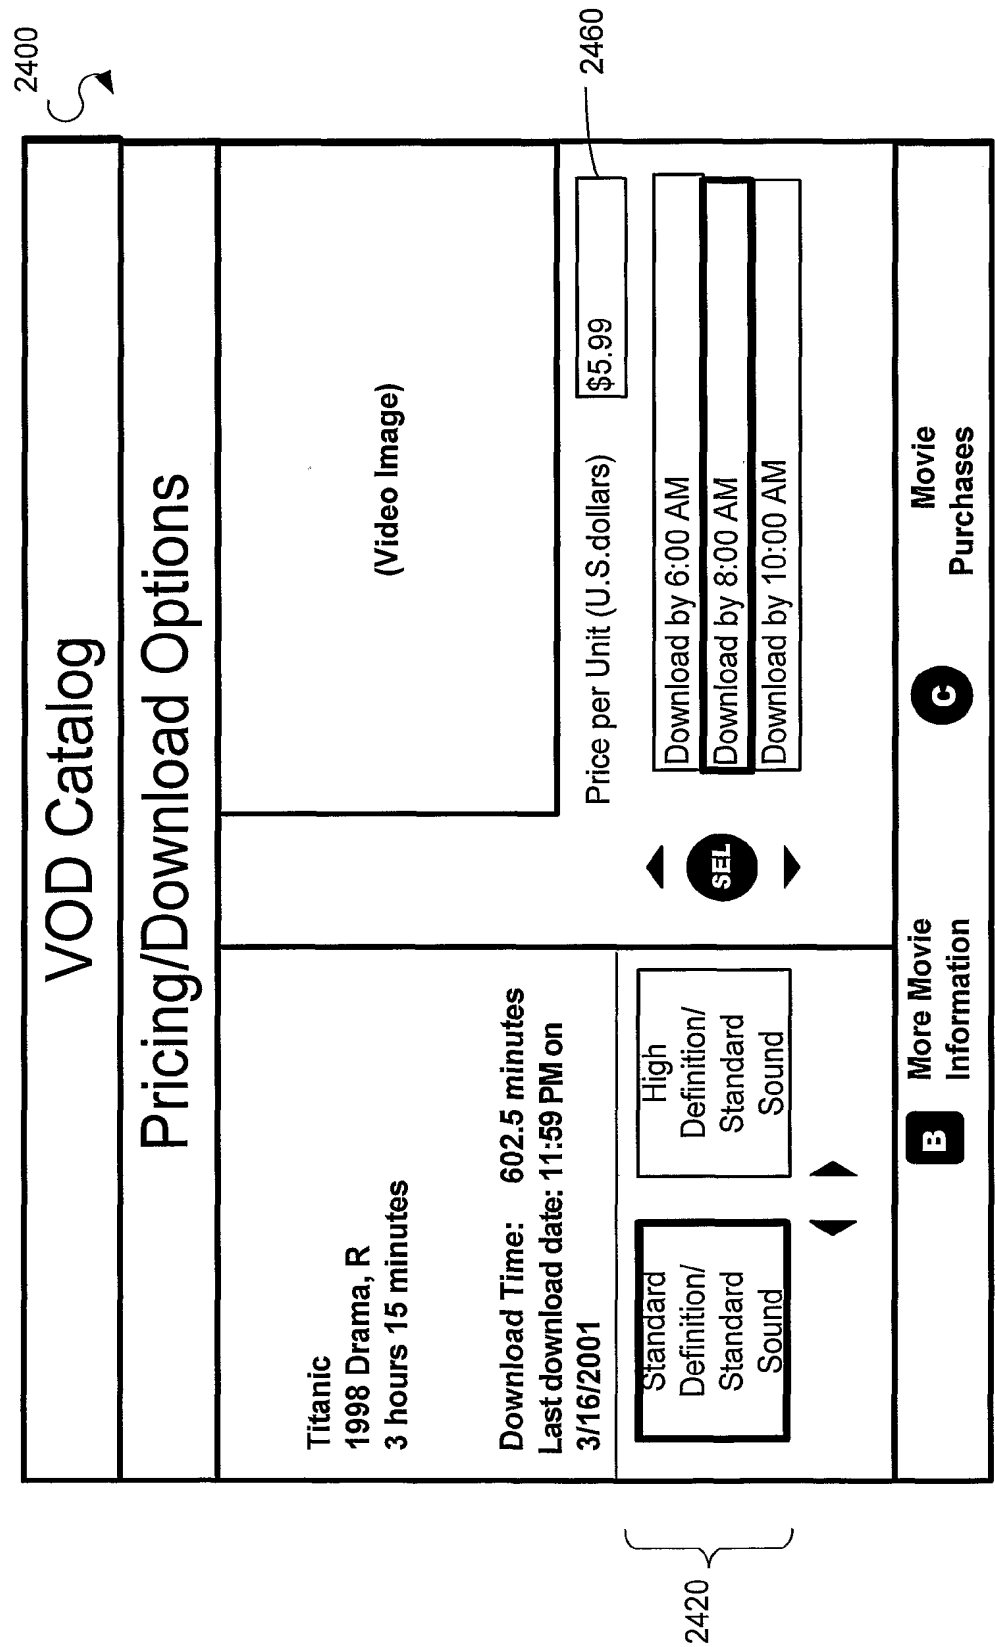 2400
VOD Catalog
Pricing/Download Options
Titanic
1998 Drama, R
3 hours 15 minutes
Download Time: 602.5 minutes
Last download date: 11:59 PM on
3/16/2001
(Video Image)
Price per Unit (U.S.dollars)
$5.99
2460
2420
Standard
Definition/
Standard
Sound
High
Definition/
Standard
Sound
SEL
Download by 6:00 AM
Download by 8:00 AM
Download by 10:00 AM
B
More Movie
Information
C
Movie
Purchases